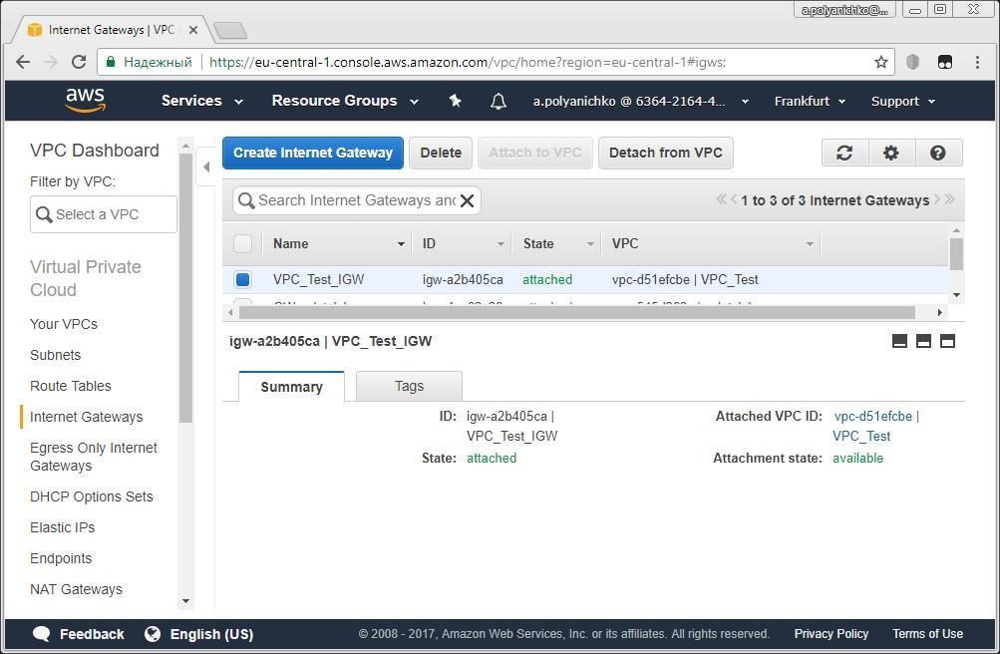 a.polyanichko@...
Internet Gateways | VPC
Надежный https://eu-central-1.console.aws.amazon.com/vpc/home?region=eu-central-1#igws:
aws Services Resource Groups a.polyanichko @ 6364-2164-4... Frankfurt Support
VPC Dashboard
Filter by VPC:
Select a VPC
Virtual Private
Cloud
Your VPCs
Subnets
Route Tables
Internet Gateways
Egress Only Internet
Gateways
DHCP Options Sets
Elastic IPs
Endpoints
NAT Gateways
Create Internet Gateway Delete Attach to VPC Detach from VPC
Search Internet Gateways and 1 to 3 of 3 Internet Gateways
Name ID State VPC
VPC_Test_IGW igw-a2b405ca attached vpc-d51efcbe | VPC_Test
igw-a2b405ca | VPC_Test_IGW
Summary Tags
ID: igw-a2b405ca | Attached VPC ID: vpc-d51efcbe |
VPC_Test_IGW VPC_Test
State: attached Attachment state: available
Feedback English (US) © 2008 - 2017, Amazon Web Services, Inc. or its affiliates. All rights reserved. Privacy Policy Terms of Use